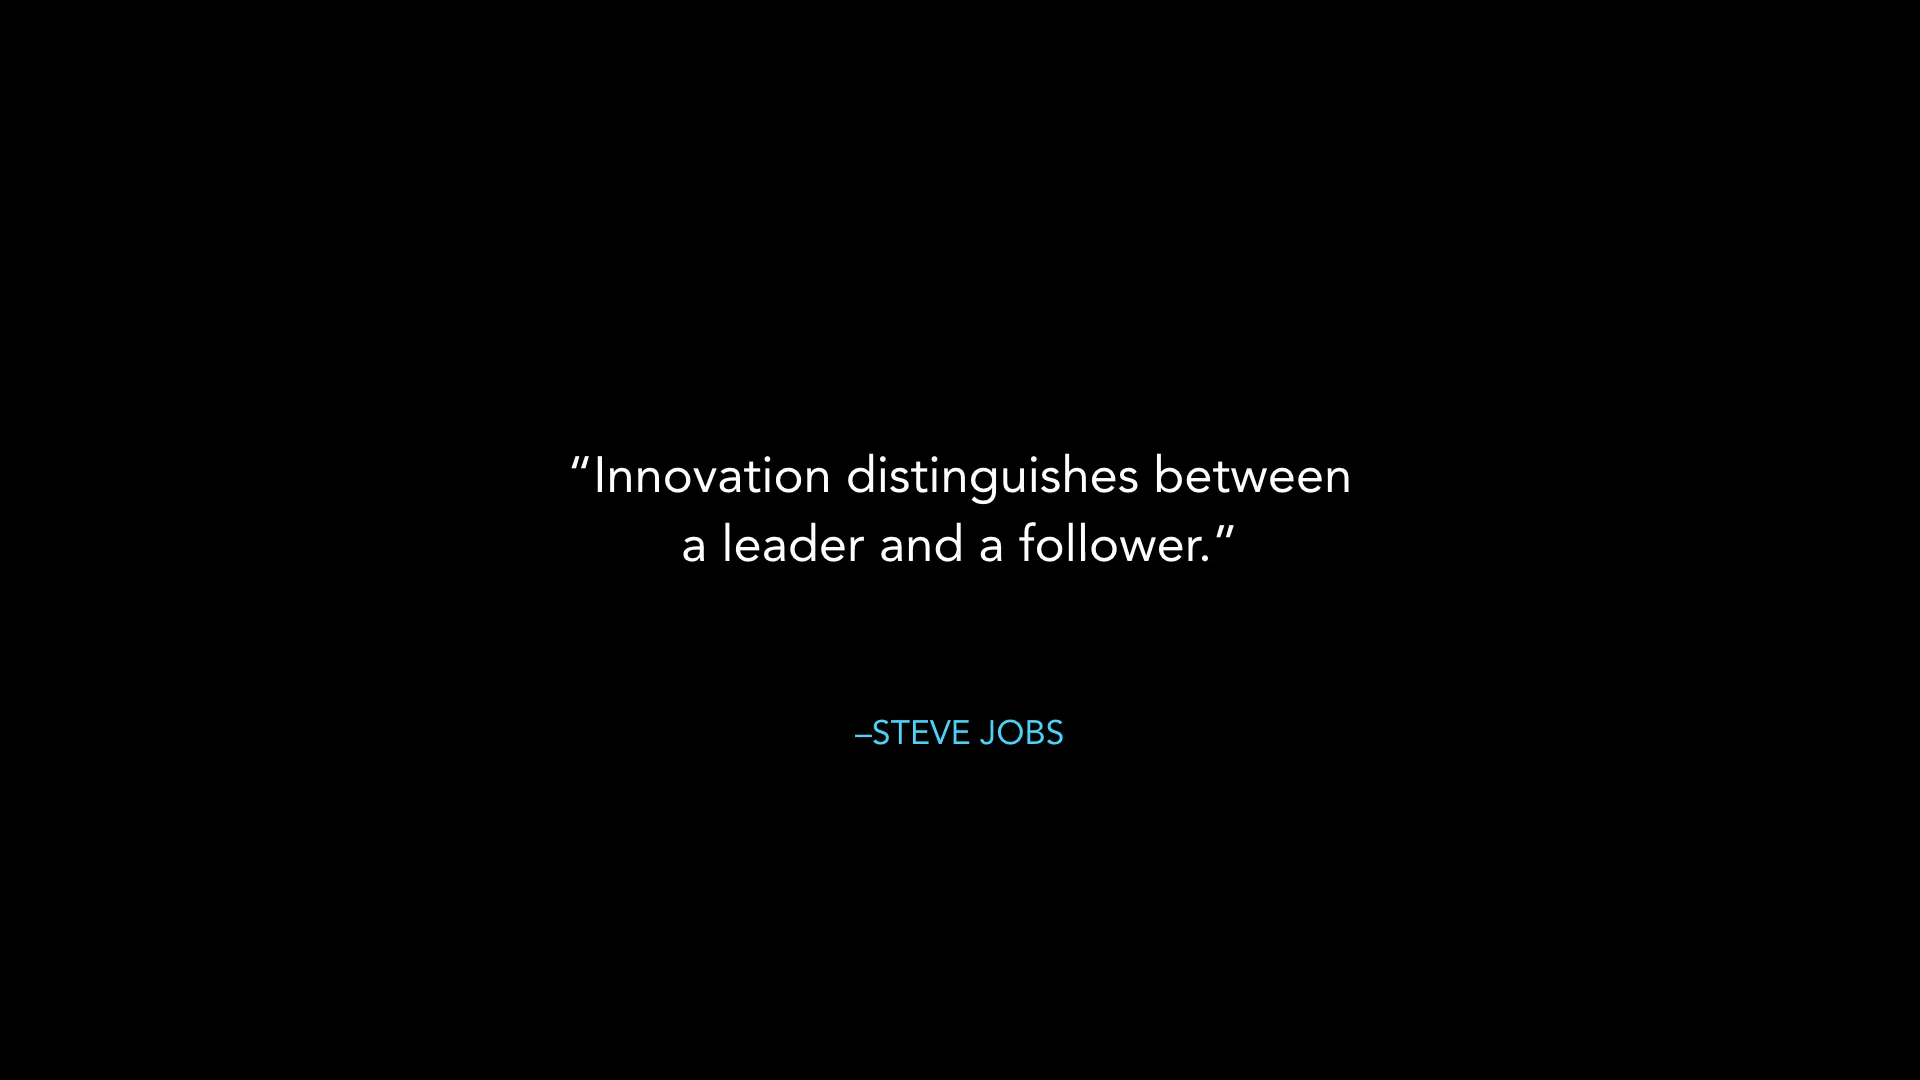 “Innovation distinguishes between
a leader and a follower.”
–STEVE JOBS